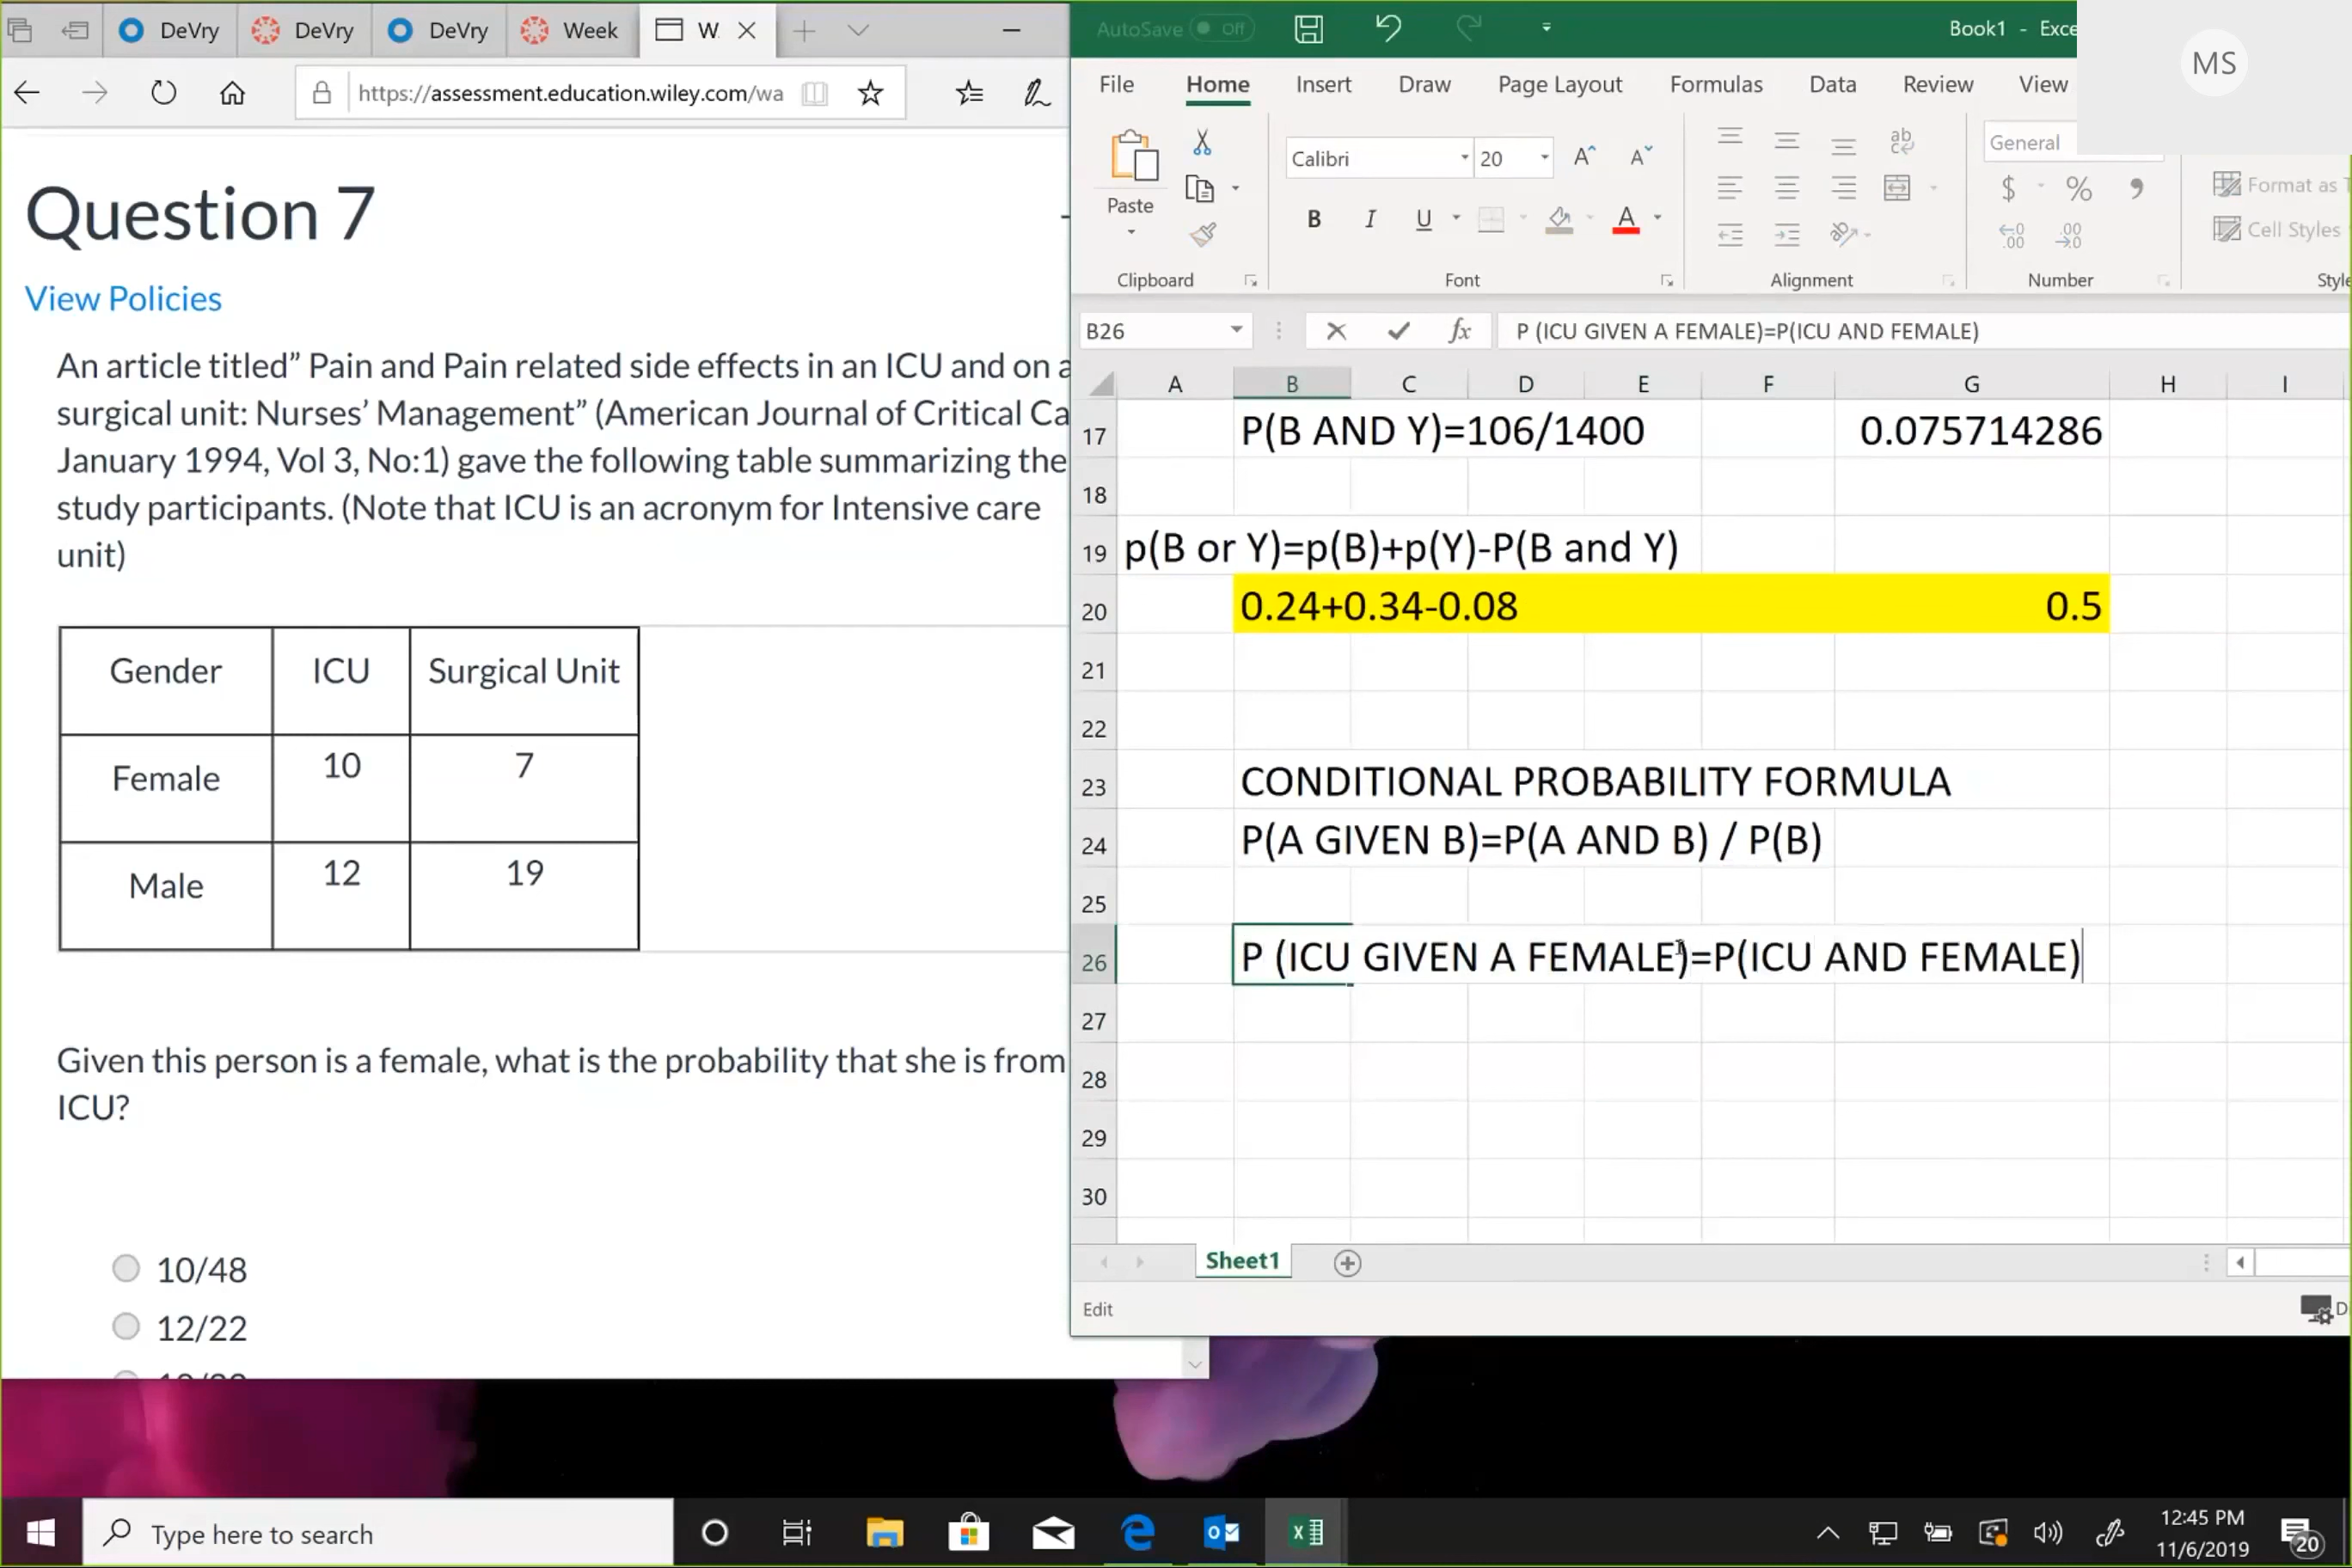 DeVry
DeVry
DeVry
Week
W
https://assessment.education.wiley.com/wa
Question 7
View Policies
An article titled” Pain and Pain related side effects in an ICU and on a
surgical unit: Nurses’ Management” (American Journal of Critical Ca
January 1994, Vol 3, No:1) gave the following table summarizing the
study participants. (Note that ICU is an acronym for Intensive care
unit)
Gender ICU Surgical Unit
Female 10 7
Male 12 19
Given this person is a female, what is the probability that she is from
ICU?
10/48
12/22
AutoSave Off
Book1 - Exce
MS
File Home Insert Draw Page Layout Formulas Data Review View
Paste
Calibri 20
B I U A
General
$ % ,
Format as T
Cell Styles
Clipboard Font Alignment Number Style
B26 fx P (ICU GIVEN A FEMALE)=P(ICU AND FEMALE)
A B C D E F G H I
17 P(B AND Y)=106/1400 0.075714286
18
19 p(B or Y)=p(B)+p(Y)-P(B and Y)
20 0.24+0.34-0.08 0.5
21
22
23 CONDITIONAL PROBABILITY FORMULA
24 P(A GIVEN B)=P(A AND B) / P(B)
25
26 P (ICU GIVEN A FEMALE)=P(ICU AND FEMALE)
27
28
29
30
Sheet1
Edit
D
Type here to search
12:45 PM
11/6/2019
20